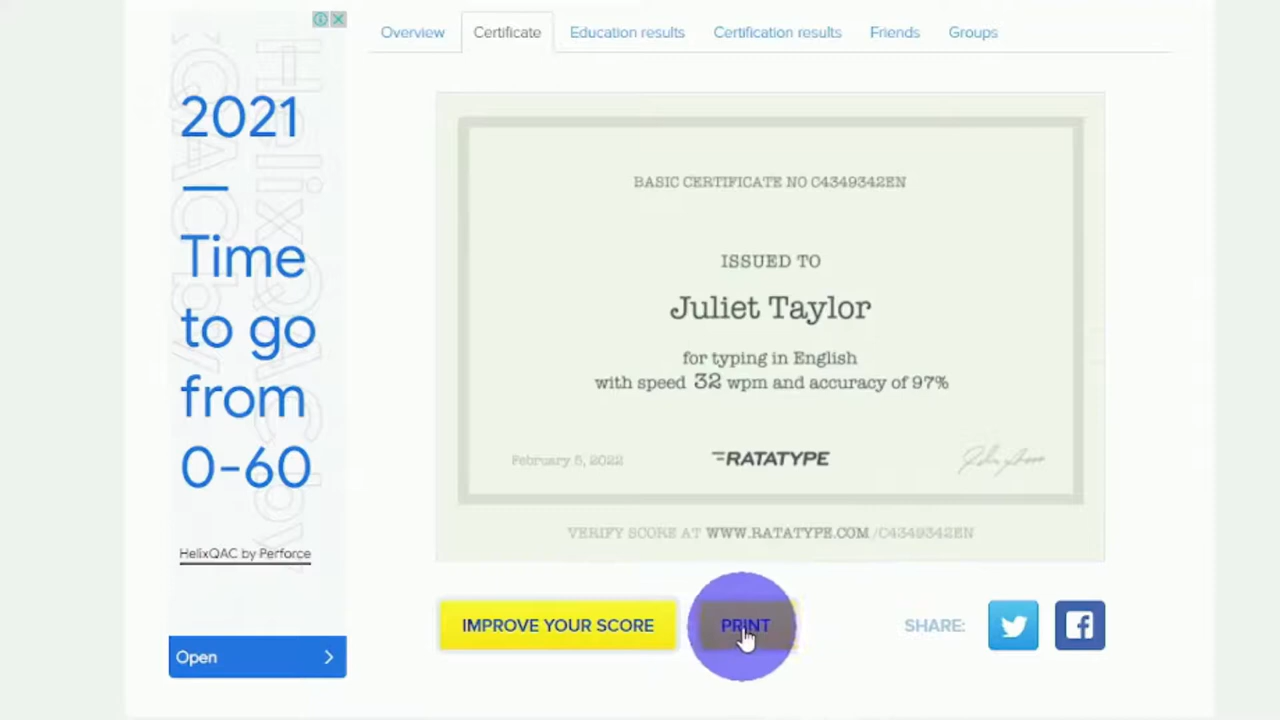 Overview
Certificate
Education results
Certification results
Friends
Groups
2021
Time
to go
from
0-60
HelixQAC by Perforce
Open
BASIC CERTIFICATE NO C4349342EN
ISSUED TO
Juliet Taylor
for typing in English
with speed 32 wpm and accuracy of 97%
February 5, 2022
RATATYPE
VERIFY SCORE AT WWW.RATATYPE.COM /C4349342EN
IMPROVE YOUR SCORE
PRINT
SHARE: